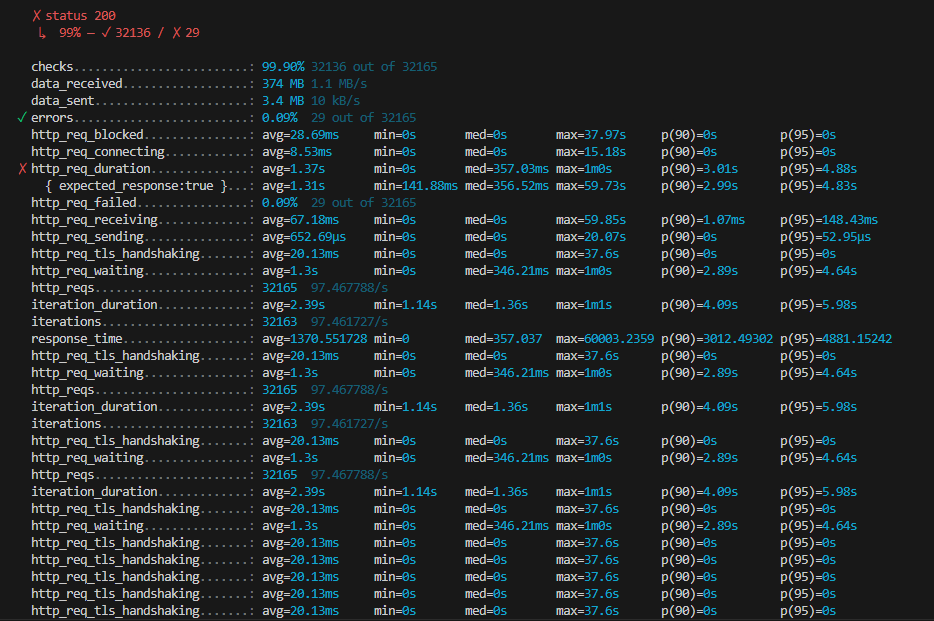 ✗ status 200
↳ 99% — ✓ 32136 / ✗ 29
checks.........................: 99.90% 32136 out of 32165
data_received..................: 374 MB 1.1 MB/s
data_sent......................: 3.4 MB 10 kB/s
✓ errors.........................: 0.09% 29 out of 32165
http_req_blocked...............: avg=28.69ms min=0s med=0s max=37.97s p(90)=0s p(95)=0s
http_req_connecting............: avg=8.53ms min=0s med=0s max=15.18s p(90)=0s p(95)=0s
✗ http_req_duration..............: avg=1.37s min=0s med=357.03ms max=1m0s p(90)=3.01s p(95)=4.88s
{ expected_response:true }...: avg=1.31s min=141.88ms med=356.52ms max=59.73s p(90)=2.99s p(95)=4.83s
http_req_failed................: 0.09% 29 out of 32165
http_req_receiving.............: avg=67.18ms min=0s med=0s max=59.85s p(90)=1.07ms p(95)=148.43ms
http_req_sending...............: avg=652.69µs min=0s med=0s max=20.07s p(90)=0s p(95)=52.95µs
http_req_tls_handshaking.......: avg=20.13ms min=0s med=0s max=37.6s p(90)=0s p(95)=0s
http_req_waiting...............: avg=1.3s min=0s med=346.21ms max=1m0s p(90)=2.89s p(95)=4.64s
http_reqs......................: 32165 97.467788/s
iteration_duration.............: avg=2.39s min=1.14s med=1.36s max=1m1s p(90)=4.09s p(95)=5.98s
iterations.....................: 32163 97.461727/s
response_time..................: avg=1370.551728 min=0 med=357.037 max=60003.2359 p(90)=3012.49302 p(95)=4881.15242
http_req_tls_handshaking.......: avg=20.13ms min=0s med=0s max=37.6s p(90)=0s p(95)=0s
http_req_waiting...............: avg=1.3s min=0s med=346.21ms max=1m0s p(90)=2.89s p(95)=4.64s
http_reqs......................: 32165 97.467788/s
iteration_duration.............: avg=2.39s min=1.14s med=1.36s max=1m1s p(90)=4.09s p(95)=5.98s
iterations.....................: 32163 97.461727/s
http_req_tls_handshaking.......: avg=20.13ms min=0s med=0s max=37.6s p(90)=0s p(95)=0s
http_req_waiting...............: avg=1.3s min=0s med=346.21ms max=1m0s p(90)=2.89s p(95)=4.64s
http_reqs......................: 32165 97.467788/s
iteration_duration.............: avg=2.39s min=1.14s med=1.36s max=1m1s p(90)=4.09s p(95)=5.98s
http_req_tls_handshaking.......: avg=20.13ms min=0s med=0s max=37.6s p(90)=0s p(95)=0s
http_req_waiting...............: avg=1.3s min=0s med=346.21ms max=1m0s p(90)=2.89s p(95)=4.64s
http_req_tls_handshaking.......: avg=20.13ms min=0s med=0s max=37.6s p(90)=0s p(95)=0s
http_req_tls_handshaking.......: avg=20.13ms min=0s med=0s max=37.6s p(90)=0s p(95)=0s
http_req_tls_handshaking.......: avg=20.13ms min=0s med=0s max=37.6s p(90)=0s p(95)=0s
http_req_tls_handshaking.......: avg=20.13ms min=0s med=0s max=37.6s p(90)=0s p(95)=0s
http_req_tls_handshaking.......: avg=20.13ms min=0s med=0s max=37.6s p(90)=0s p(95)=0s